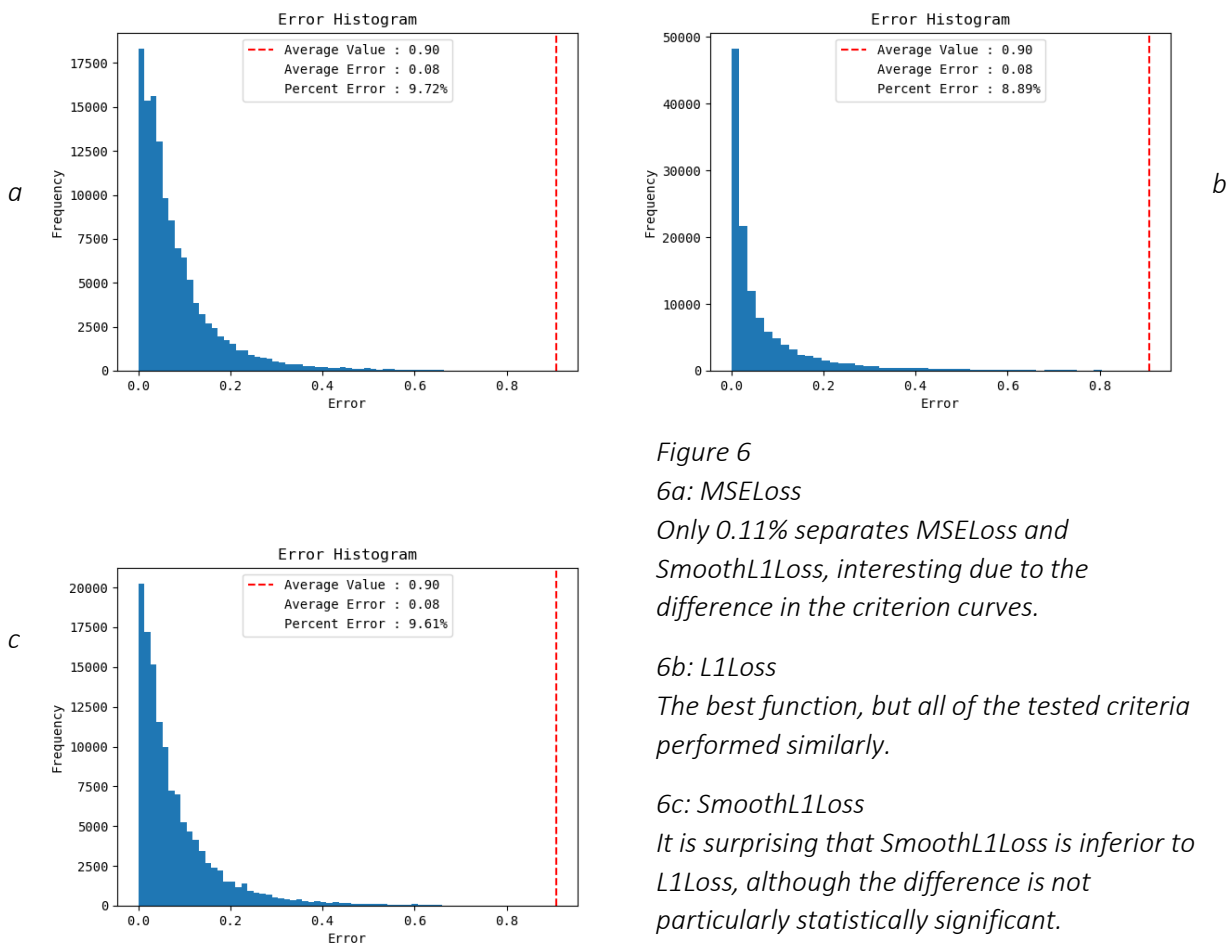 Error Histogram
Average Value : 0.90
Average Error : 0.08
Percent Error : 9.72%
17500
15000
12500
10000
7500
5000
2500
0
Frequency
0.0 0.2 0.4 0.6 0.8
Error
a
Error Histogram
Average Value : 0.90
Average Error : 0.08
Percent Error : 8.89%
50000
40000
30000
20000
10000
0
Frequency
0.0 0.2 0.4 0.6 0.8
Error
b
Error Histogram
Average Value : 0.90
Average Error : 0.08
Percent Error : 9.61%
20000
17500
15000
12500
10000
7500
5000
2500
0
Frequency
0.0 0.2 0.4 0.6 0.8
Error
c
Figure 6
6a: MSELoss
Only 0.11% separates MSELoss and
SmoothL1Loss, interesting due to the
difference in the criterion curves.
6b: L1Loss
The best function, but all of the tested criteria
performed similarly.
6c: SmoothL1Loss
It is surprising that SmoothL1Loss is inferior to
L1Loss, although the difference is not
particularly statistically significant.